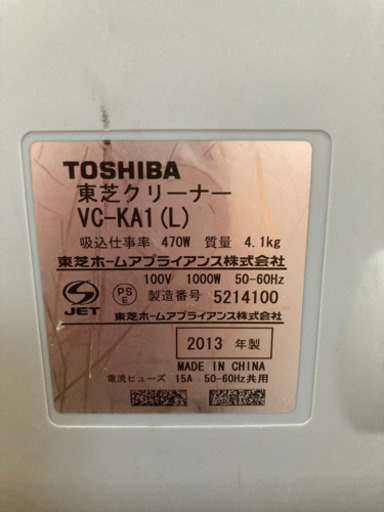 TOSHIBA
東芝クリーナー
VC-KA1(L)
吸込仕事率 470W 質量 4.1kg
東芝ホームアプライアンス株式会社
100V 1000W 50-60Hz
S JET
PS E 製造番号 5214100
東芝ホームアプライアンス株式会社
2013 年製
MADE IN CHINA
電流ヒューズ 15A 50-60Hz共用